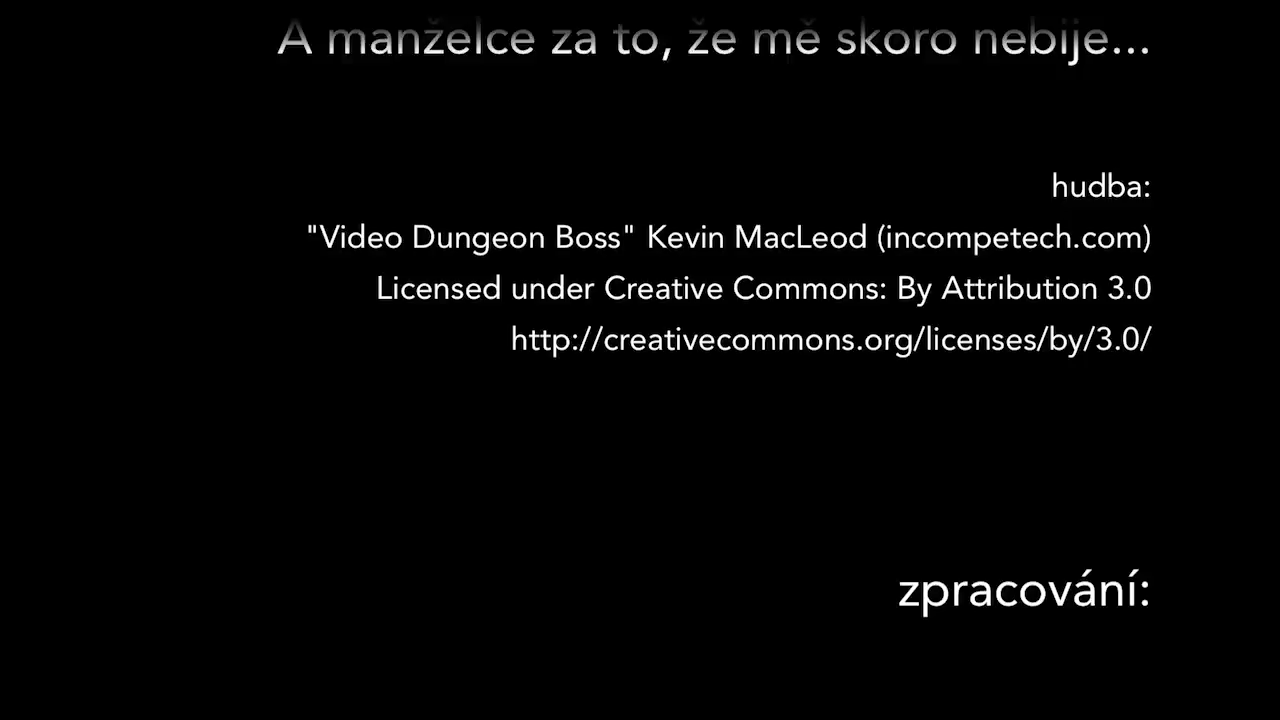 A manželce za to, že mě skoro nebije...
hudba:
"Video Dungeon Boss" Kevin MacLeod (incompetech.com)
Licensed under Creative Commons: By Attribution 3.0
http://creativecommons.org/licenses/by/3.0/
zpracování: